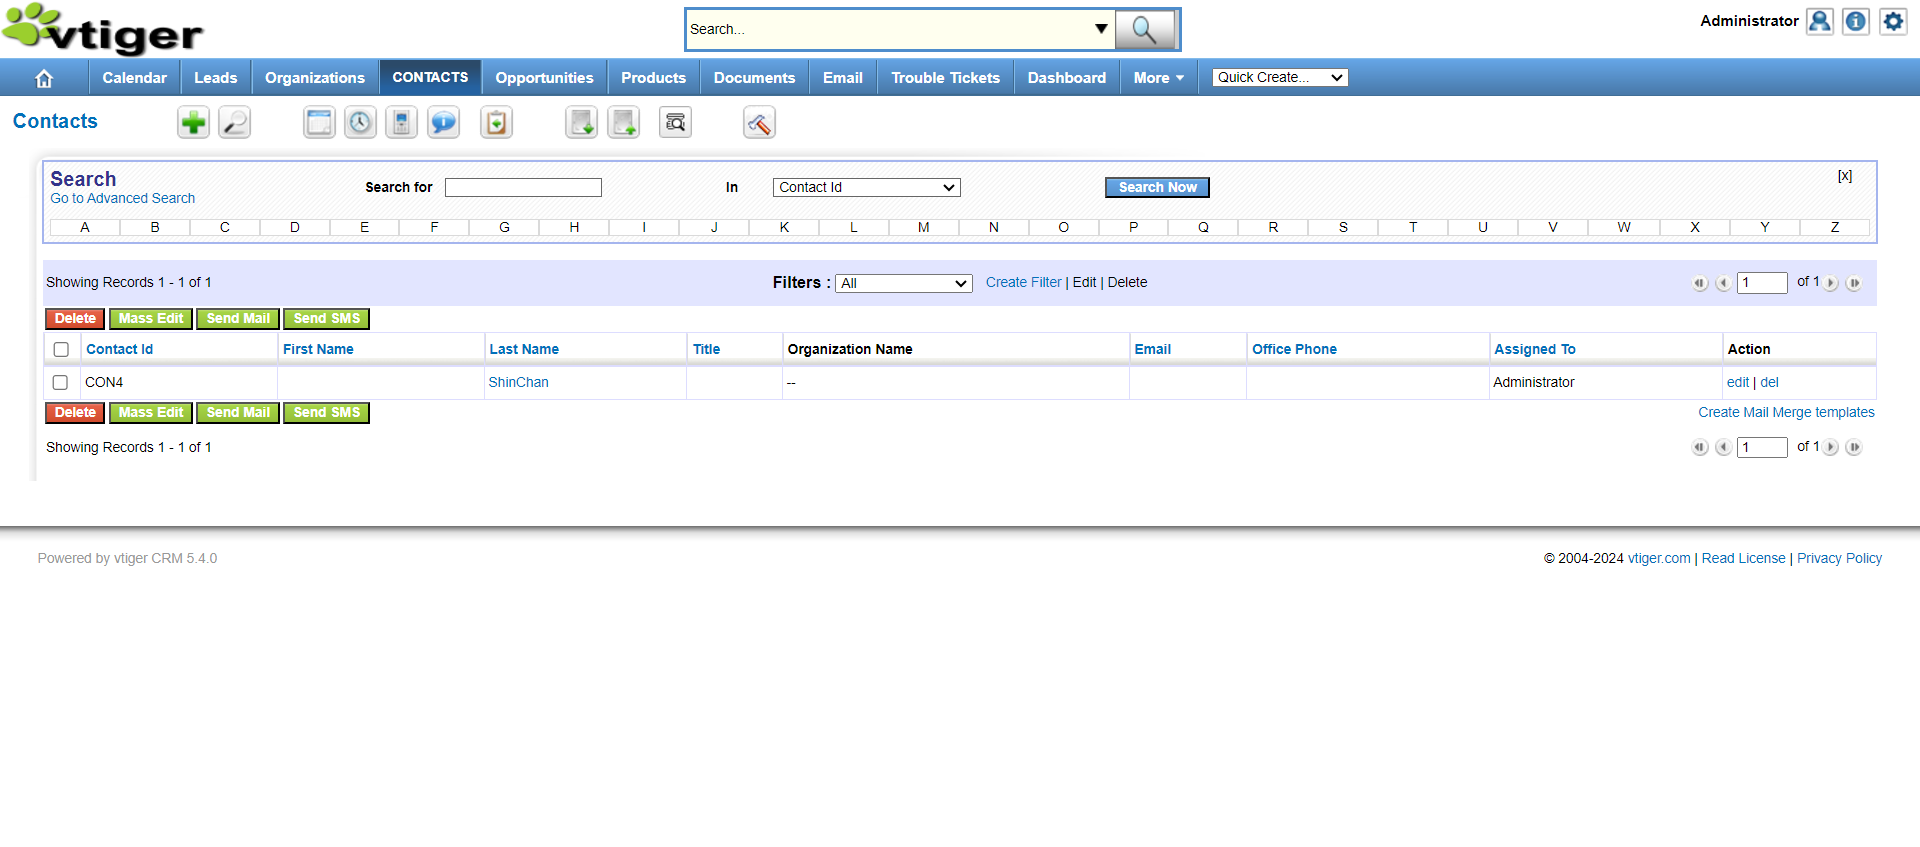 vtiger
Search...
Administrator
Calendar Leads Organizations CONTACTS Opportunities Products Documents Email Trouble Tickets Dashboard More Quick Create...
Contacts
Search
Go to Advanced Search
Search for In Contact Id Search Now [x]
A B C D E F G H I J K L M N O P Q R S T U V W X Y Z
Showing Records 1 - 1 of 1 Filters : All Create Filter | Edit | Delete 1 of 1
Delete Mass Edit Send Mail Send SMS
Contact Id First Name Last Name Title Organization Name Email Office Phone Assigned To Action
CON4 ShinChan -- Administrator edit | del
Delete Mass Edit Send Mail Send SMS Create Mail Merge templates
Showing Records 1 - 1 of 1 1 of 1
Powered by vtiger CRM 5.4.0 © 2004-2024 vtiger.com | Read License | Privacy Policy